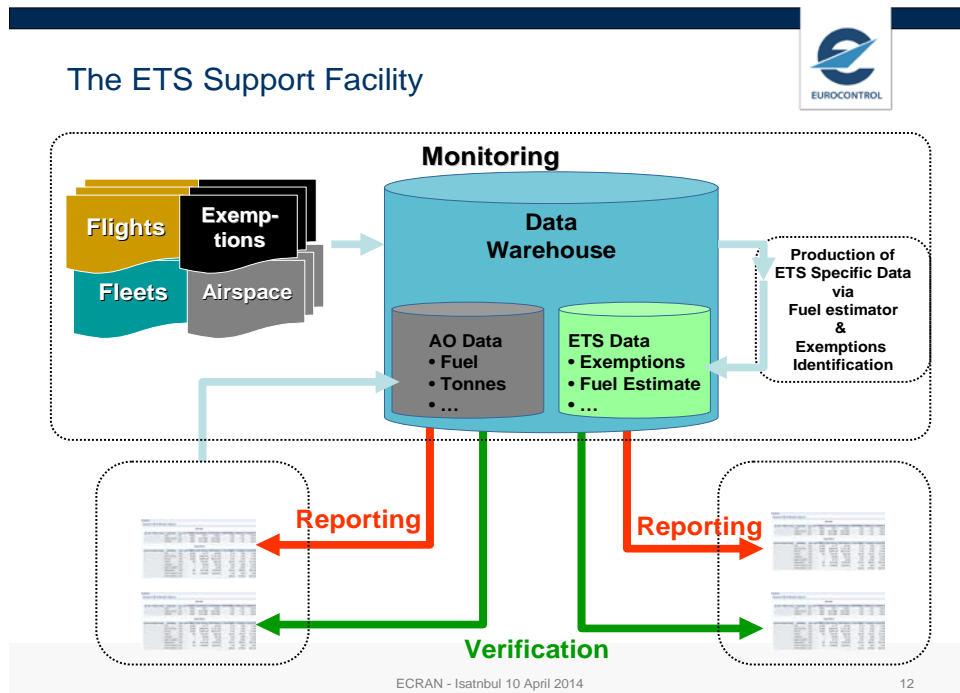 The ETS Support Facility
EUROCONTROL
Monitoring
Flights
Exemp-
tions
Fleets
Airspace
Data
Warehouse
AO Data
• Fuel
• Tonnes
• ...
ETS Data
• Exemptions
• Fuel Estimate
• ...
Production of
ETS Specific Data
via
Fuel estimator
&
Exemptions
Identification
Reporting
Reporting
Verification
ECRAN - Isatnbul 10 April 2014
12